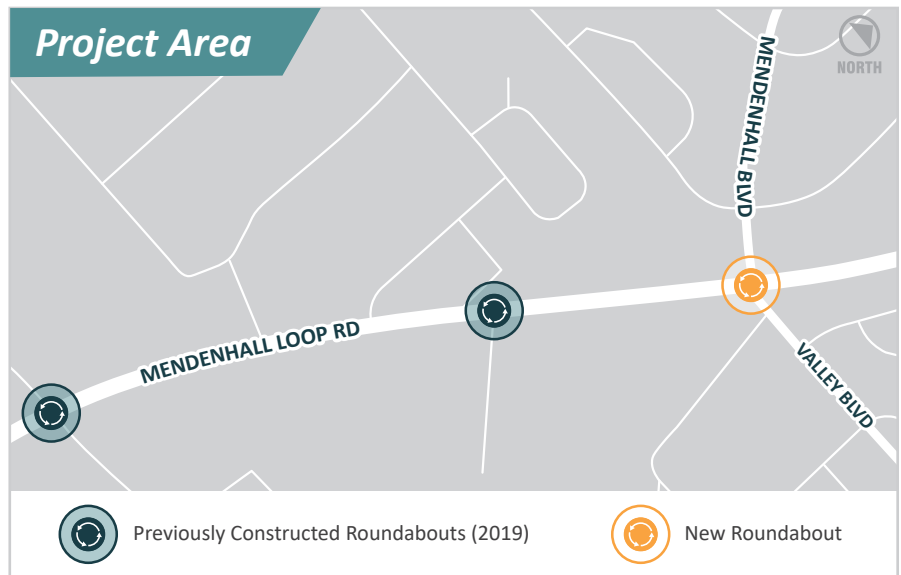 Project Area
NORTH
MENDENHALL BLVD
MENDENHALL LOOP RD
VALLEY BLVD
Previously Constructed Roundabouts (2019)
New Roundabout